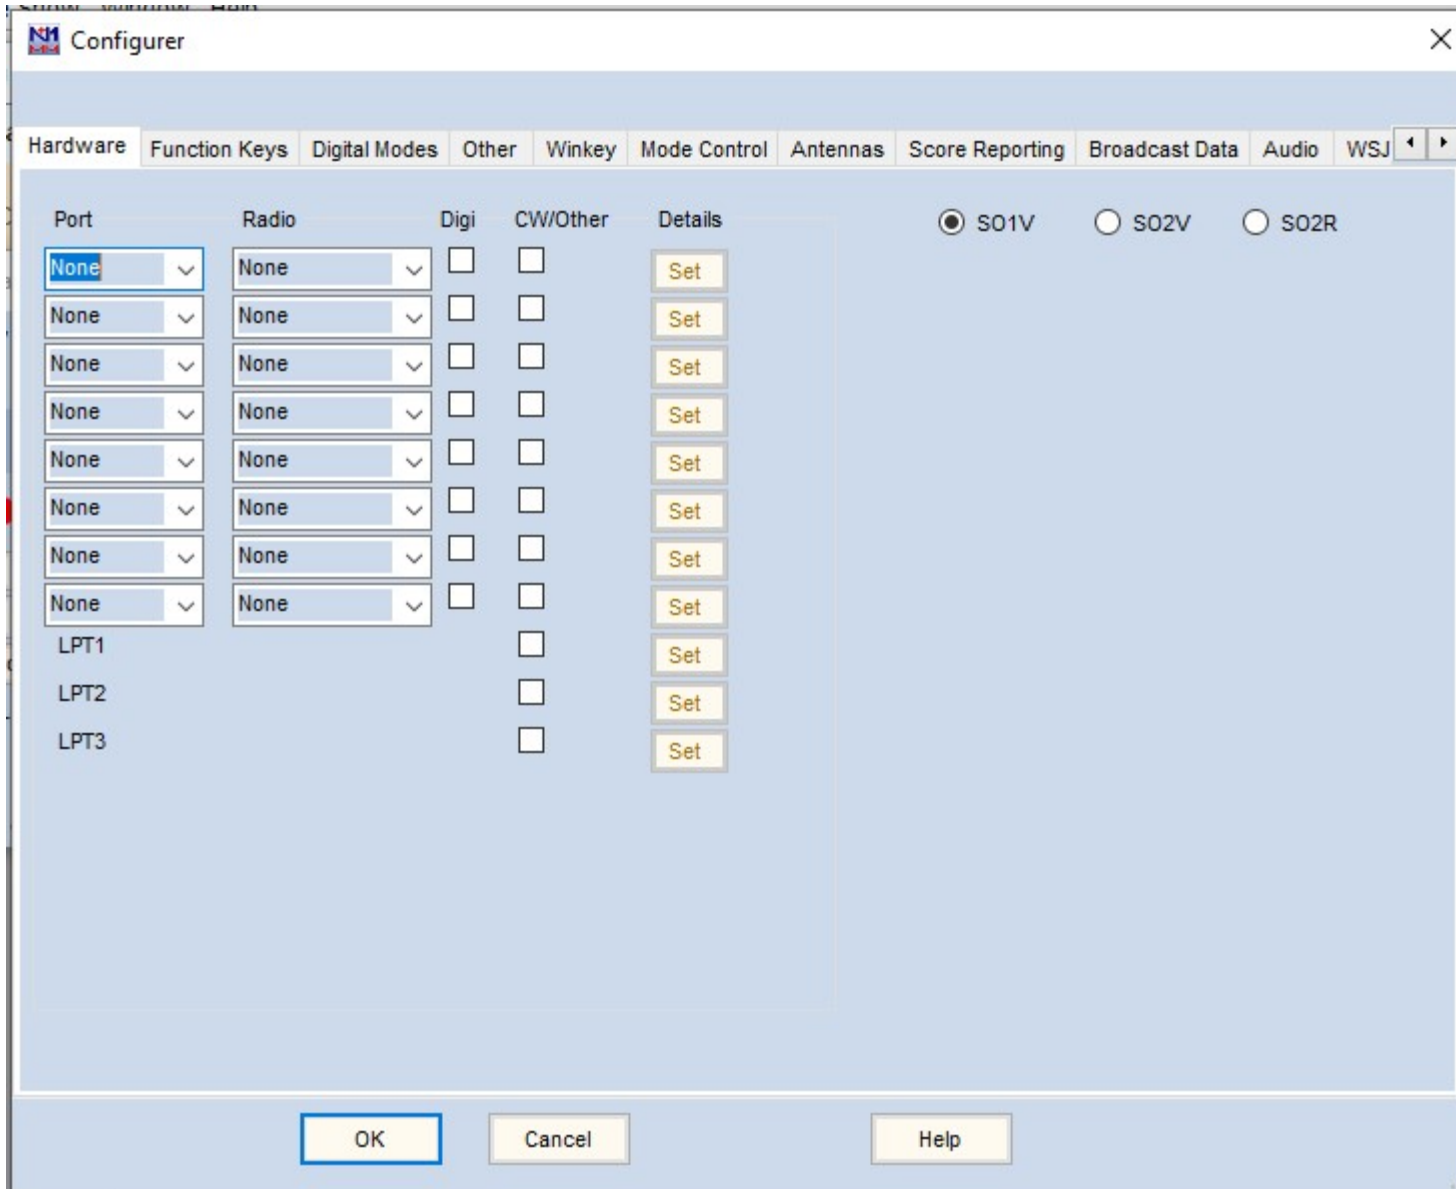 Show Window Help
Configurer
Hardware Function Keys Digital Modes Other Winkey Mode Control Antennas Score Reporting Broadcast Data Audio WSJ
Port Radio Digi CW/Other Details SO1V SO2V SO2R
None None Set
None None Set
None None Set
None None Set
None None Set
None None Set
None None Set
None None Set
LPT1 Set
LPT2 Set
LPT3 Set
OK Cancel Help